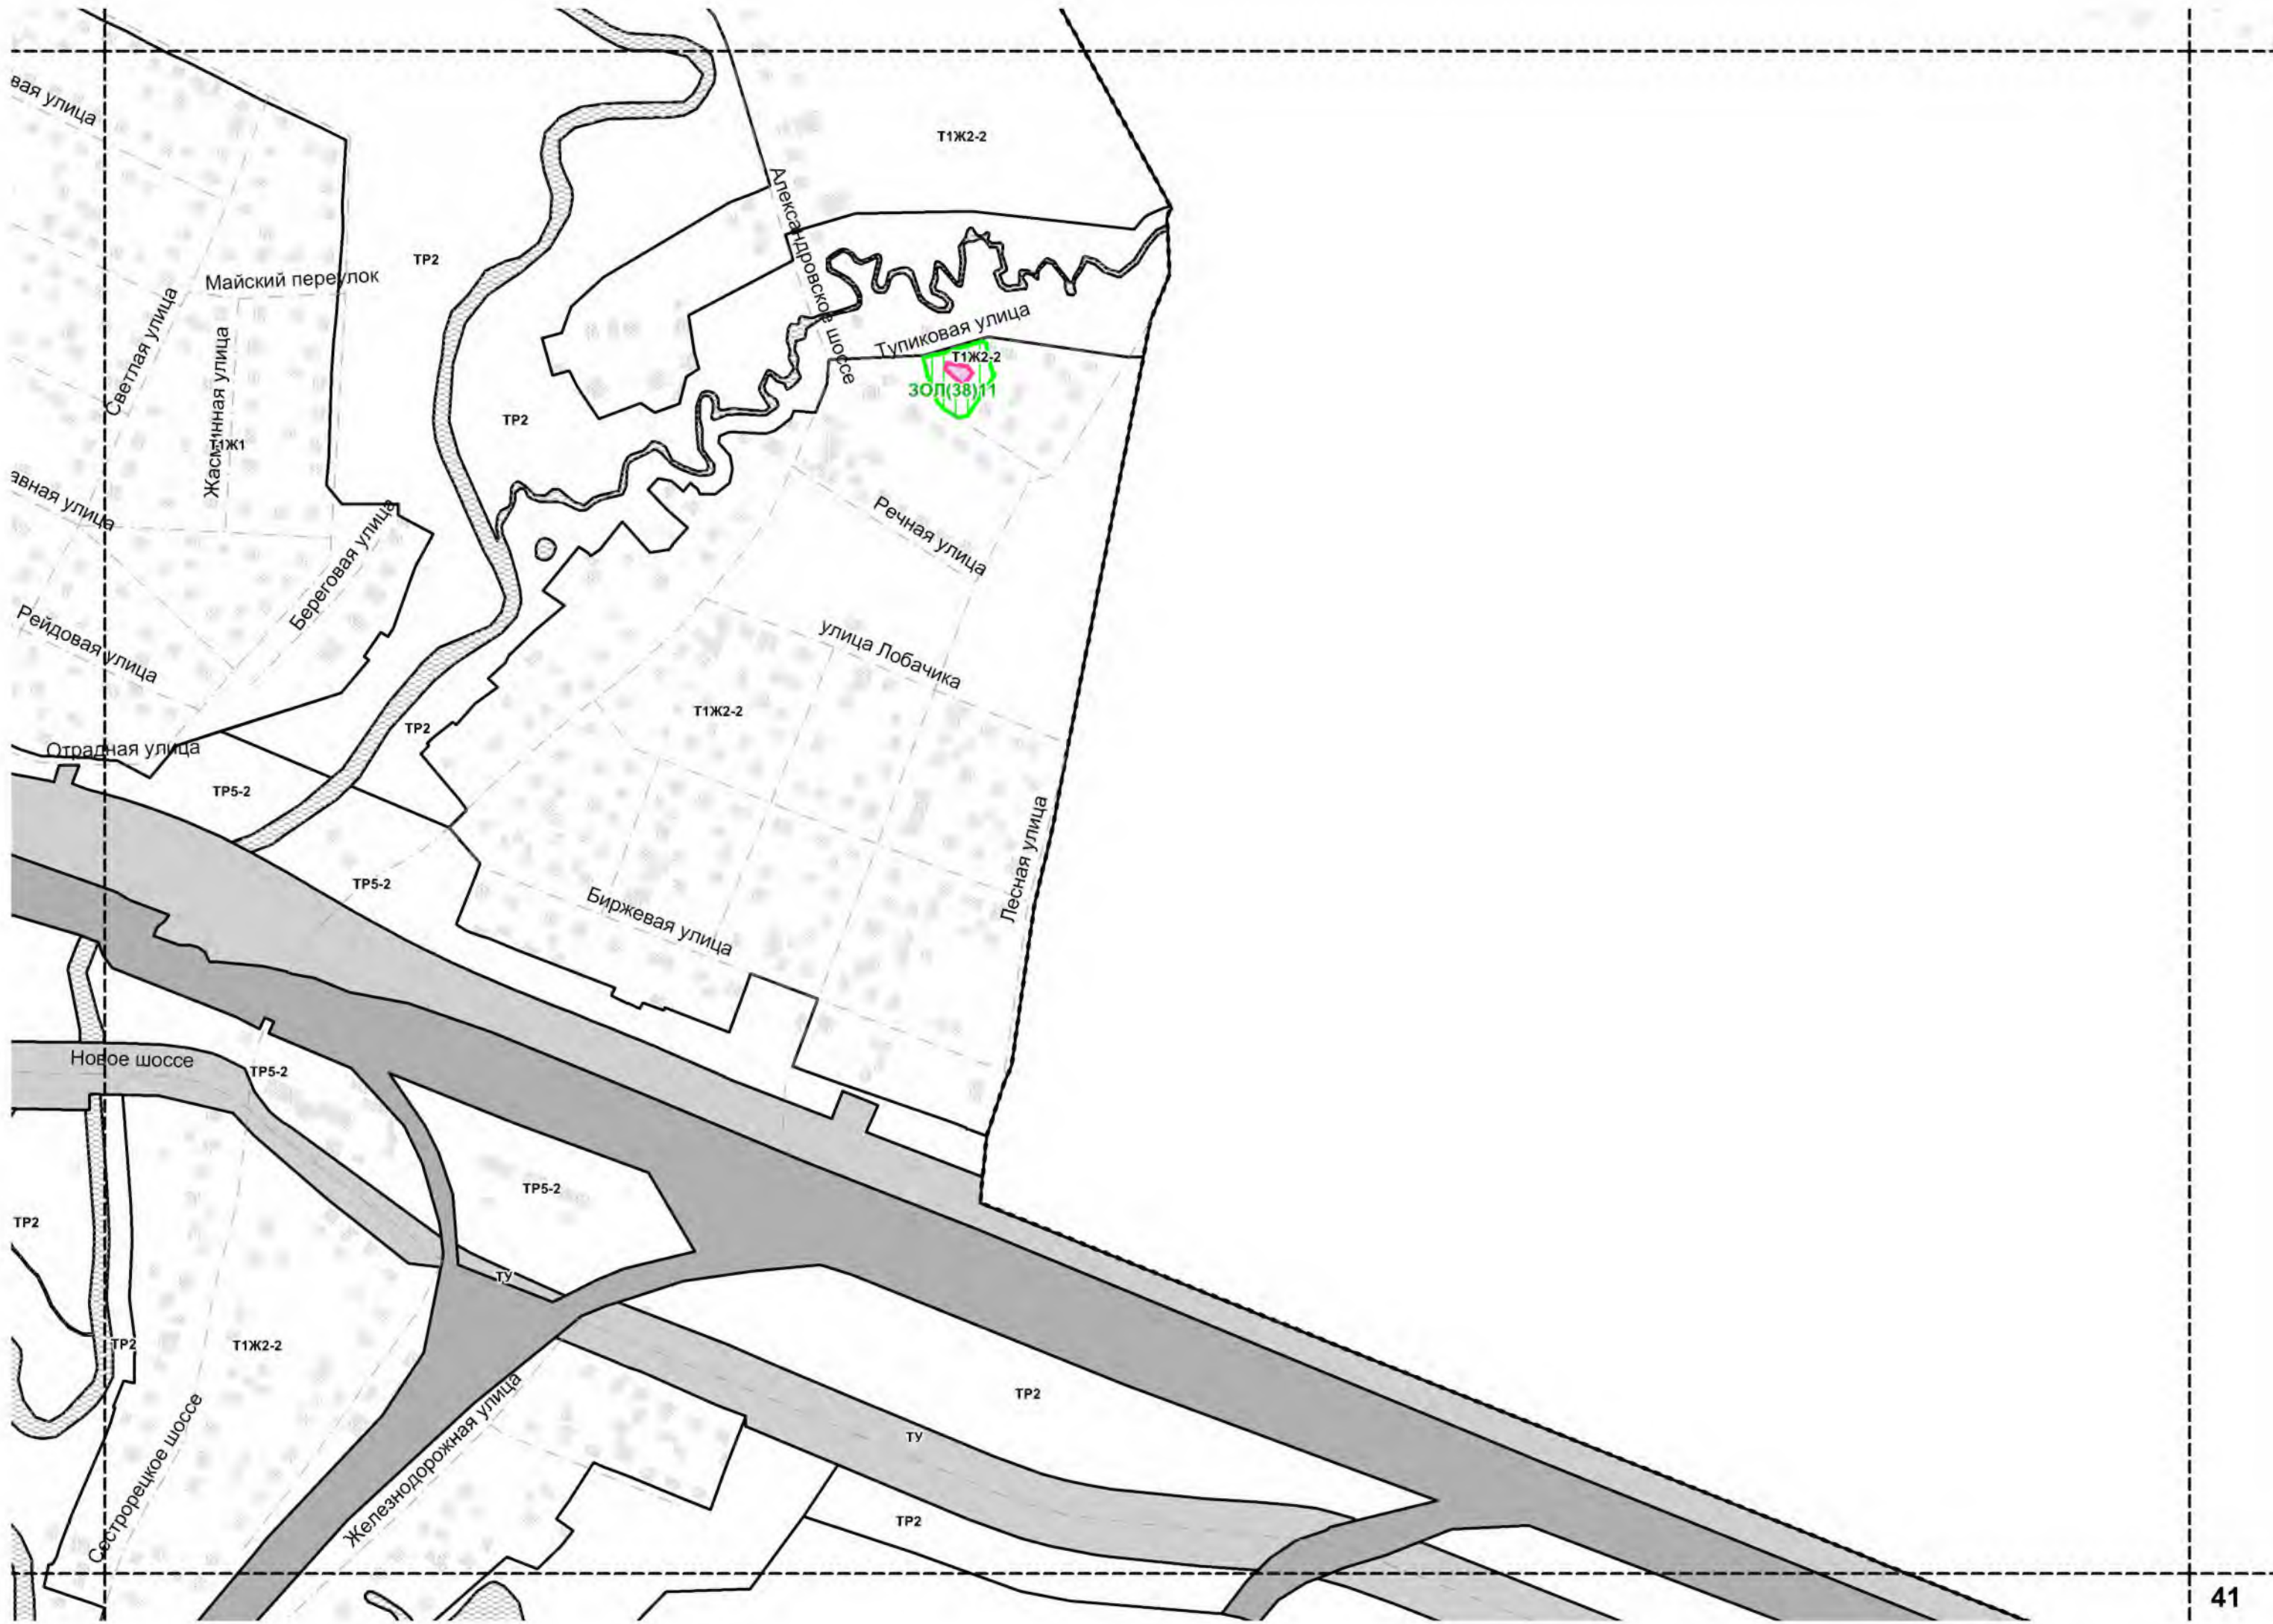 вая улица
Т1Ж2-2
Александровское шоссе
ТР2
Майский переулок
Светлая улица
Жасминная улица
Тупиковая улица
Т1Ж2-2
ЗОЛ(38)11
ТР2
Т1Ж1
авная улица
Береговая улица
Речная улица
Рейдовая улица
улица Лобачика
Т1Ж2-2
ТР2
Отрадная улица
ТР5-2
Лесная улица
ТР5-2
Биржевая улица
Новое шоссе
ТР5-2
ТР5-2
ТР2
ТУ
ТР2
Т1Ж2-2
ТР2
Сестрорецкое шоссе
Железнодорожная улица
ТУ
ТР2
41